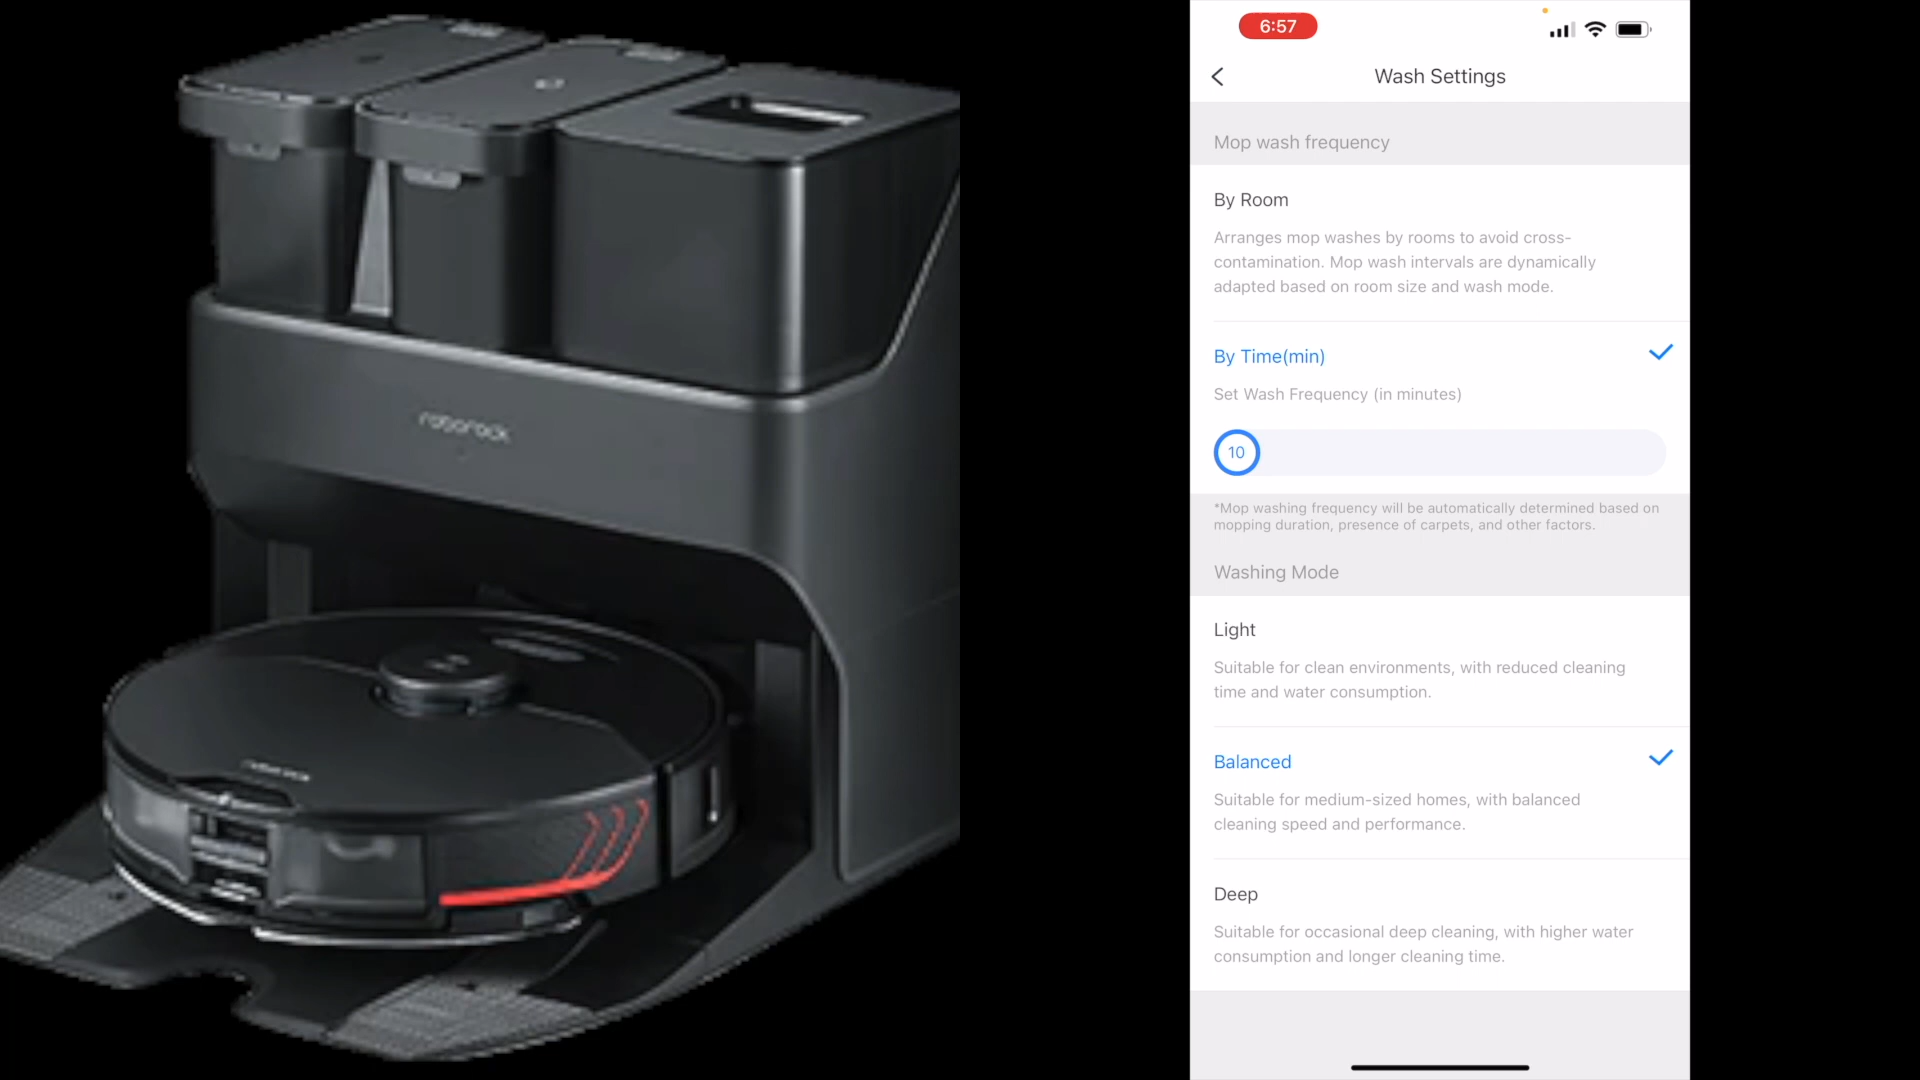 roborock
roborock
6:57
Wash Settings
Mop wash frequency
By Room
Arranges mop washes by rooms to avoid cross-
contamination. Mop wash intervals are dynamically
adapted based on room size and wash mode.
By Time(min)
Set Wash Frequency (in minutes)
10
*Mop washing frequency will be automatically determined based on
mopping duration, presence of carpets, and other factors.
Washing Mode
Light
Suitable for clean environments, with reduced cleaning
time and water consumption.
Balanced
Suitable for medium-sized homes, with balanced
cleaning speed and performance.
Deep
Suitable for occasional deep cleaning, with higher water
consumption and longer cleaning time.